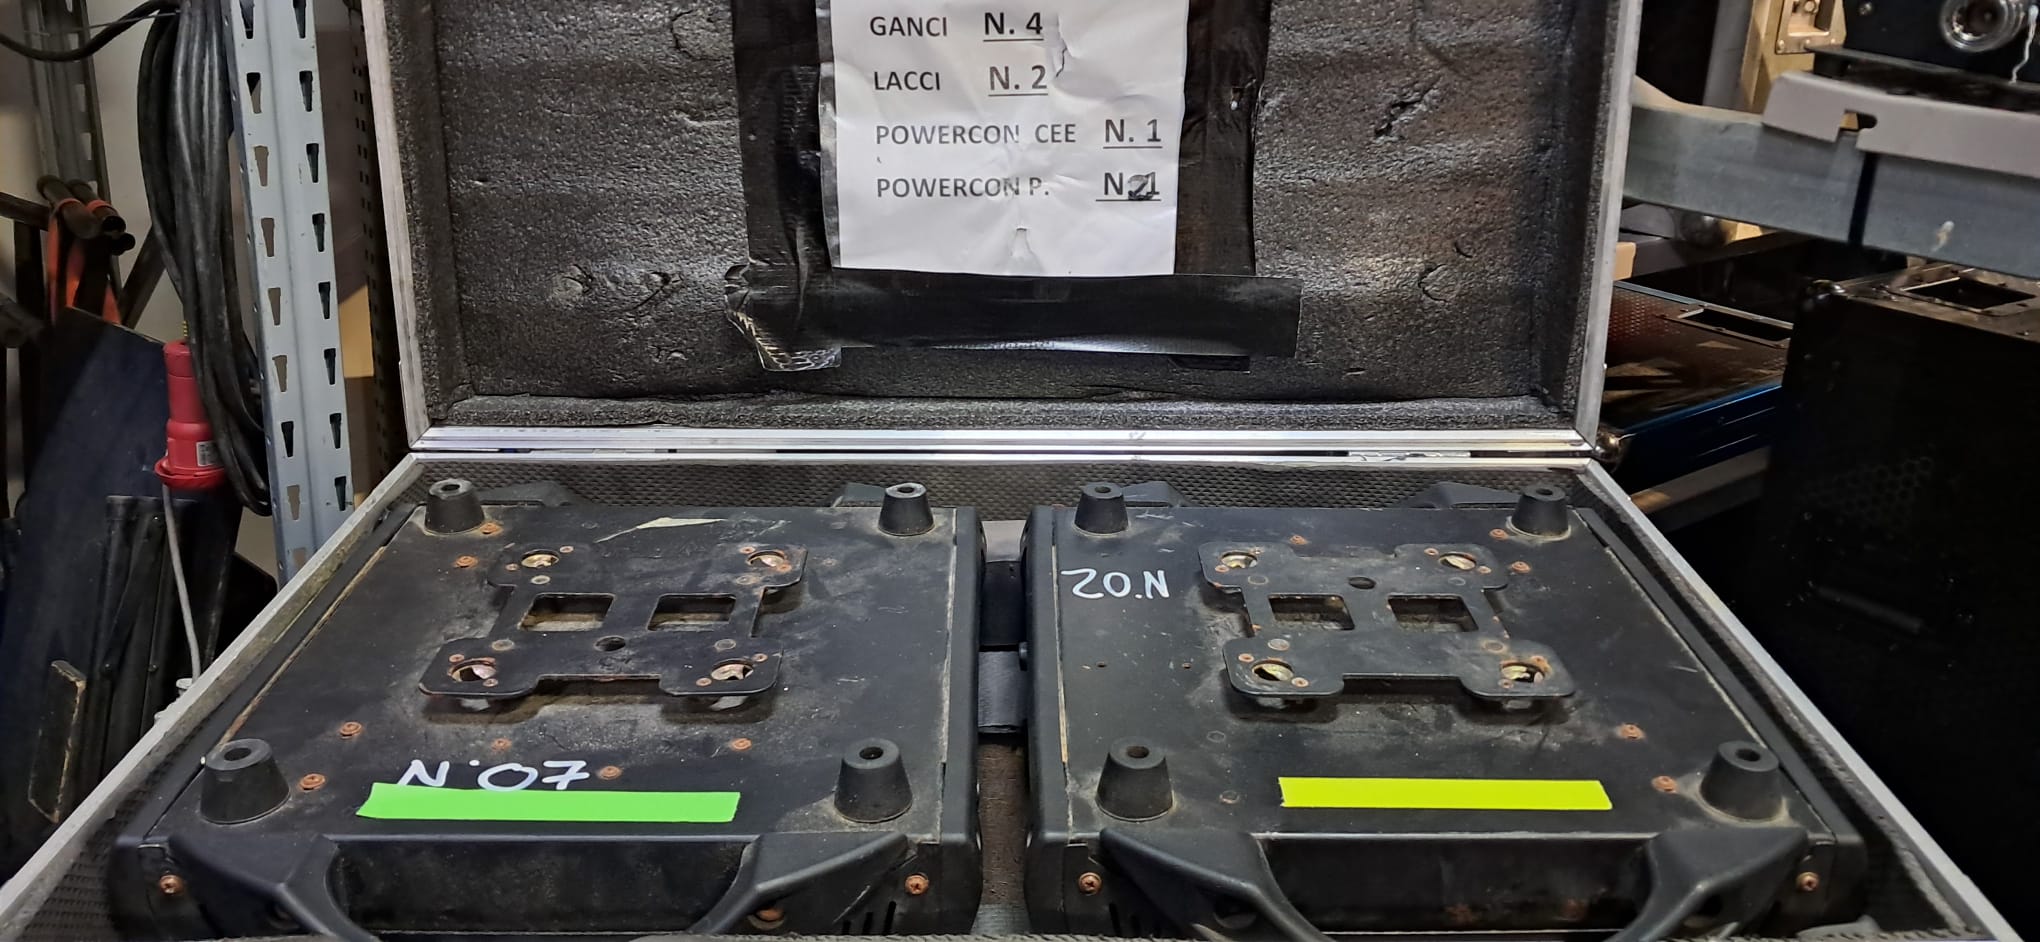 GANCI N. 4
LACCI N. 2
POWERCON CEE N. 1
POWERCON P. N. 1
N.02
N.07